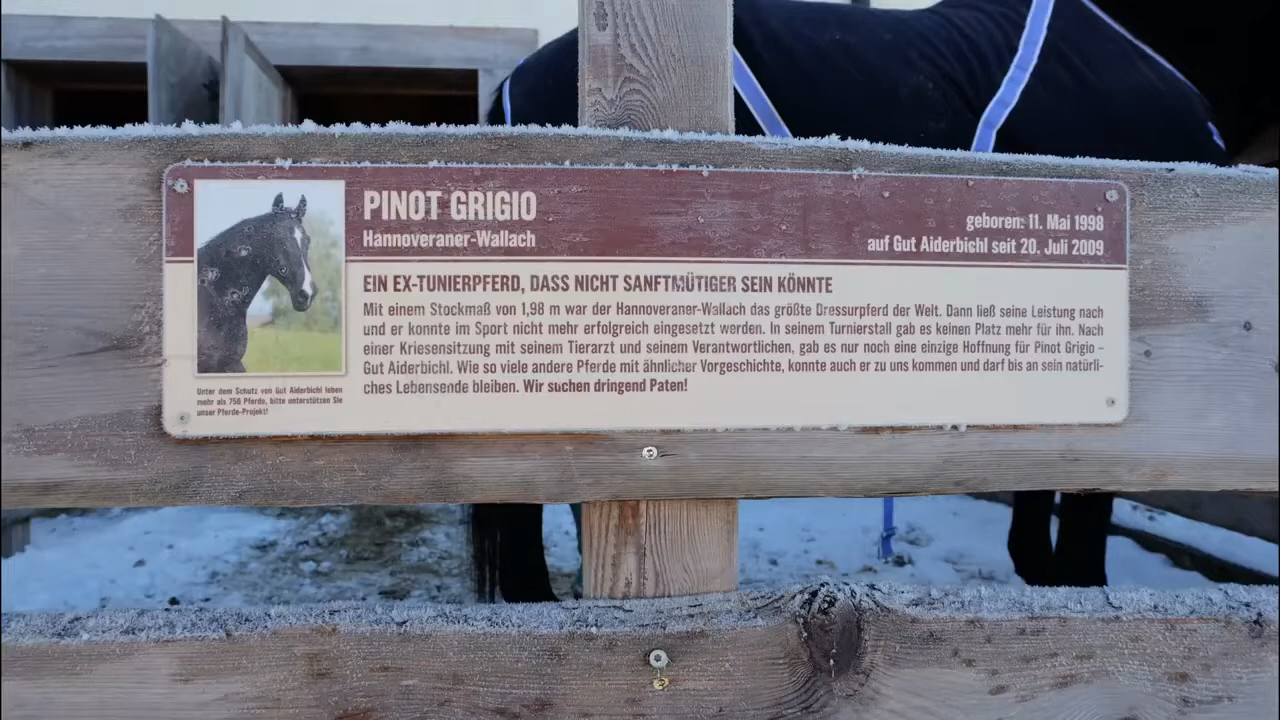 PINOT GRIGIO
Hannoveraner-Wallach
geboren: 11. Mai 1998
auf Gut Aiderbichl seit 20. Juli 2009
EIN EX-TUNIERPFERD, DASS NICHT SANFTMÜTIGER SEIN KÖNNTE
Mit einem Stockmaß von 1,98 m war der Hannoveraner-Wallach das größte Dressurpferd der Welt. Dann ließ seine Leistung nach
und er konnte im Sport nicht mehr erfolgreich eingesetzt werden. In seinem Turnierstall gab es keinen Platz mehr für ihn. Nach
einer Kriesensitzung mit seinem Tierarzt und seinem Verantwortlichen, gab es nur noch eine einzige Hoffnung für Pinot Grigio –
Gut Aiderbichl. Wie so viele andere Pferde mit ähnlicher Vorgeschichte, konnte auch er zu uns kommen und darf bis an sein natürli-
ches Lebensende bleiben. Wir suchen dringend Paten!
Unter dem Schutz von Gut Aiderbichl leben
mehr als 750 Pferde, bitte unterstützen Sie
unser Pferde-Projekt!